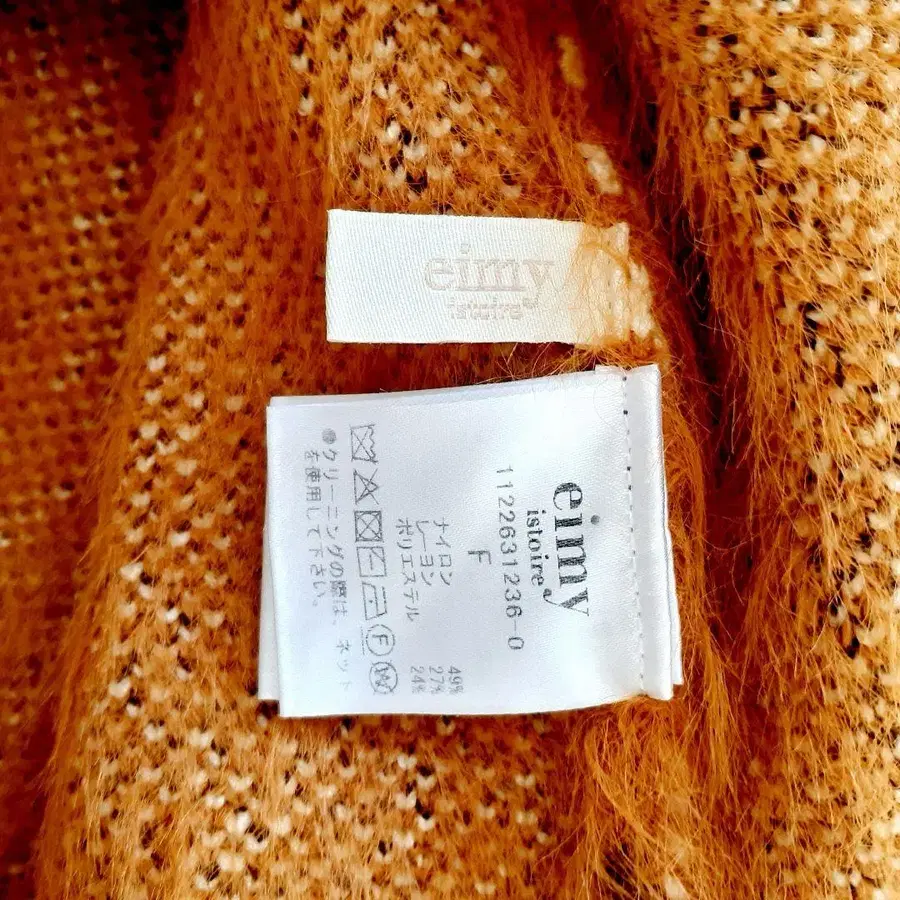 eimy
istoire
eimy
istoire
1122631236-0
F
ナイロン 49%
レーヨン 27%
ポリエステル 24%
F
W
●クリーニングの際は、ネット
を使用して下さい。